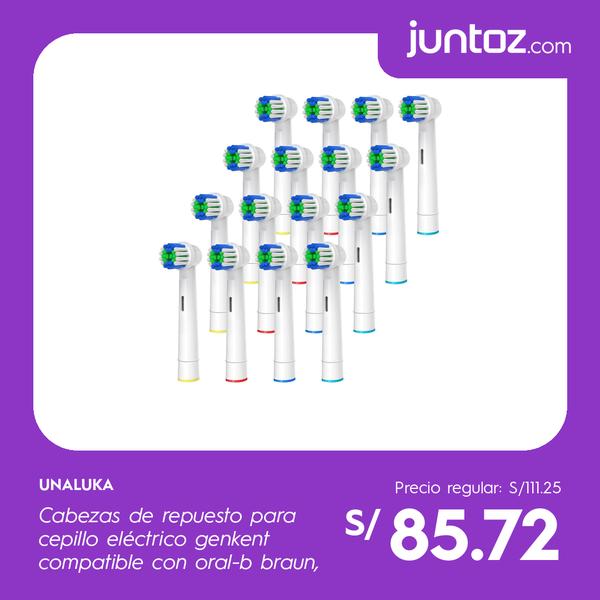 juntoz.com
UNALUKA
Cabezas de repuesto para
cepillo eléctrico genkent
compatible con oral-b braun,
Precio regular: S/111.25
S/ 85.72